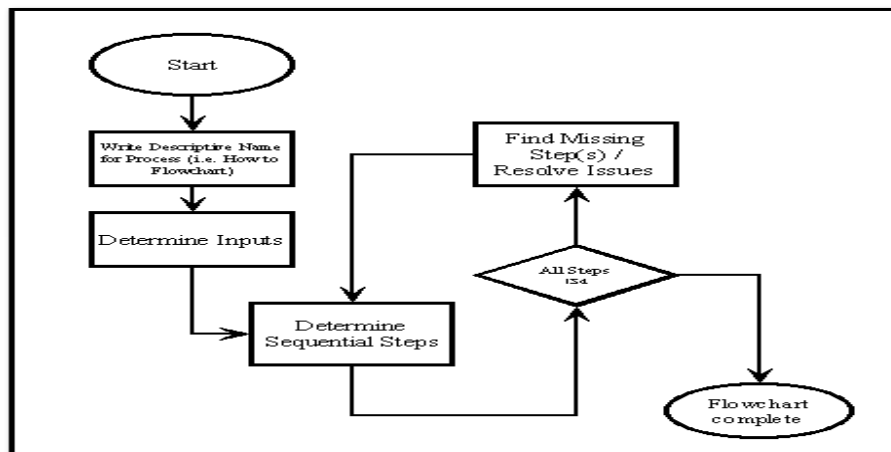 Start
Write Descriptive Name
for Process (i.e. How to
Flowchart)
Determine Inputs
Determine
Sequential Steps
Find Missing
Step(s) /
Resolve Issues
All Steps
Flowchart
complete